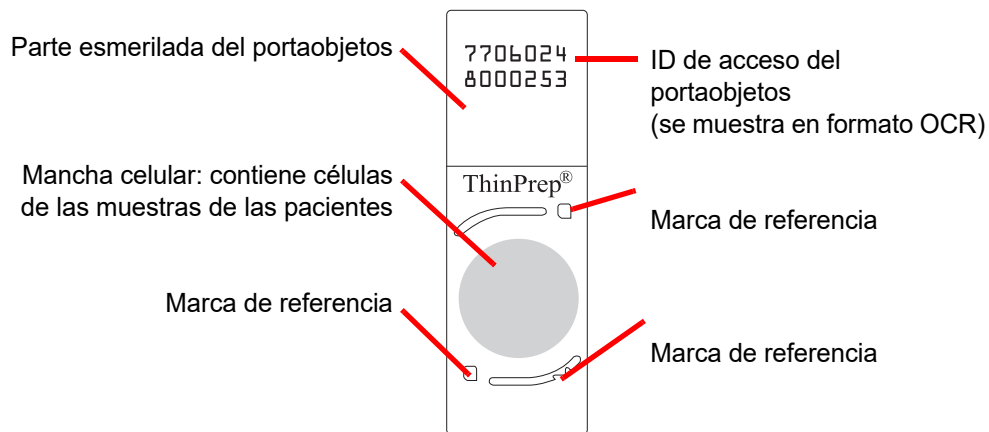 Parte esmerilada del portaobjetos
7706024
8000253
ID de acceso del
portaobjetos
(se muestra en formato OCR)
Mancha celular: contiene células
de las muestras de las pacientes
ThinPrep®
Marca de referencia
Marca de referencia
Marca de referencia